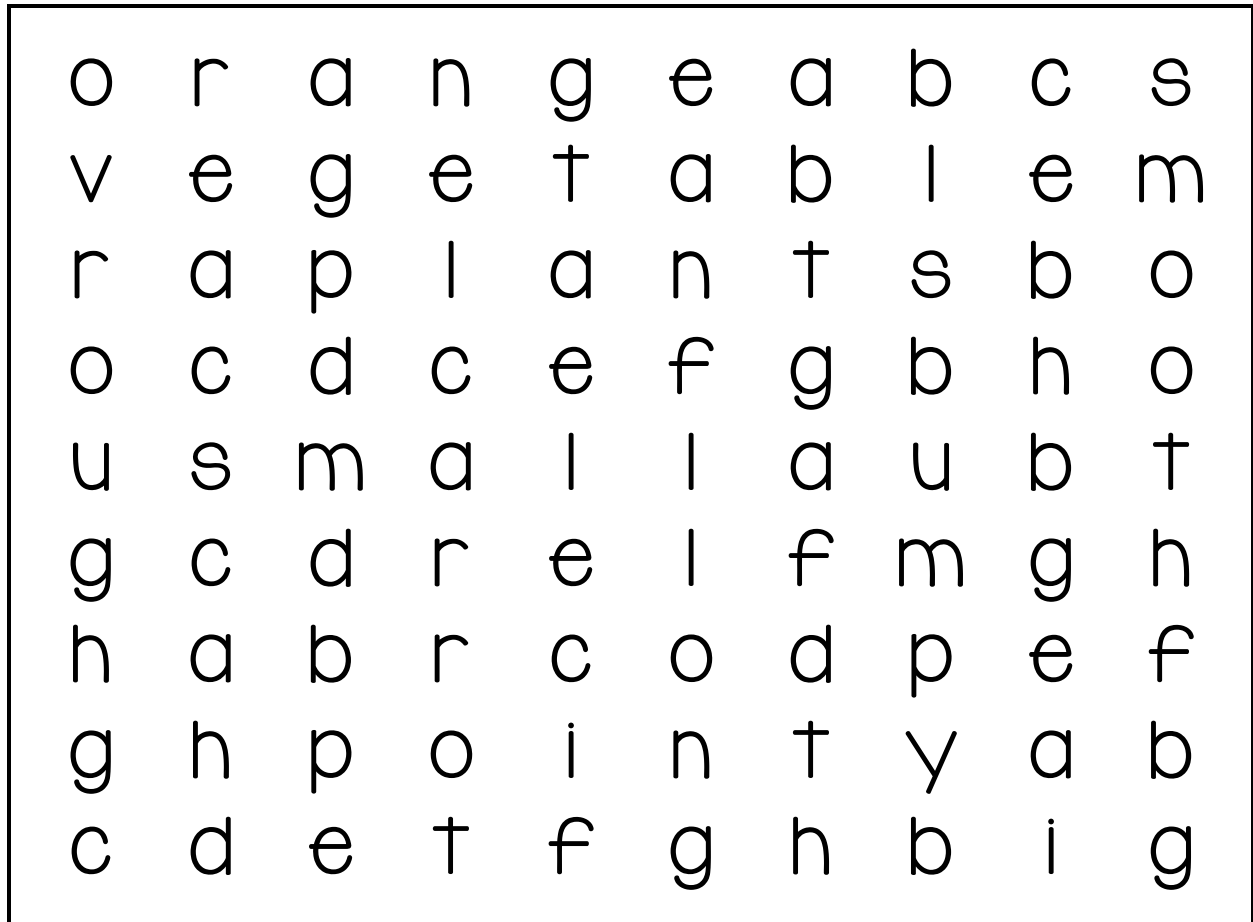 o r a n g e a b c s
v e g e t a b l e m
r a p l a n t s b o
o c d c e f g b h o
u s m a l l a u b t
g c d r e l f m g h
h a b r c o d p e f
g h p o i n t y a b
c d e t f g h b i g